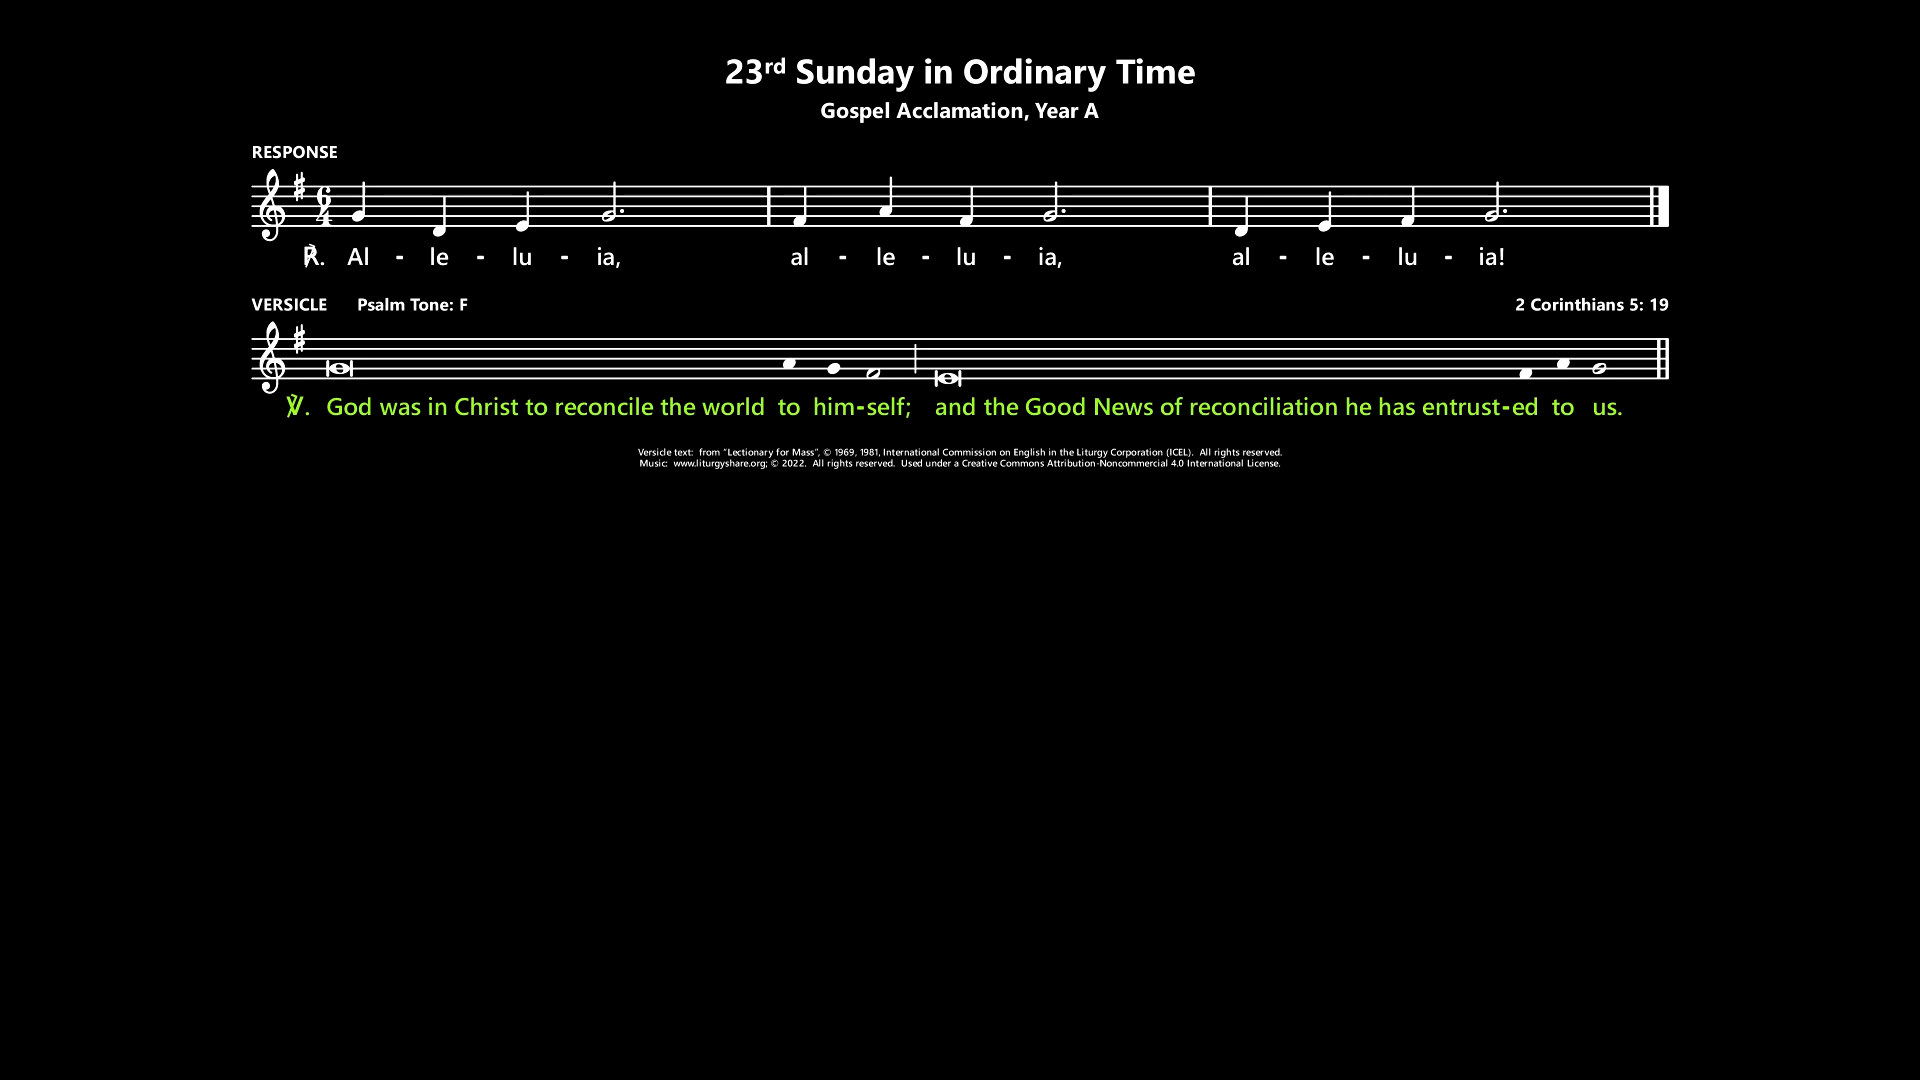 23rd Sunday in Ordinary Time
Gospel Acclamation, Year A
RESPONSE
6
4
℟. Al - le - lu - ia, al - le - lu - ia, al - le - lu - ia!
VERSICLE Psalm Tone: F 2 Corinthians 5: 19
℣. God was in Christ to reconcile the world to him-self; and the Good News of reconciliation he has entrust-ed to us.
Versicle text: from “Lectionary for Mass”, © 1969, 1981, International Commission on English in the Liturgy Corporation (ICEL). All rights reserved.
Music: www.liturgyshare.org; © 2022. All rights reserved. Used under a Creative Commons Attribution-Noncommercial 4.0 International License.